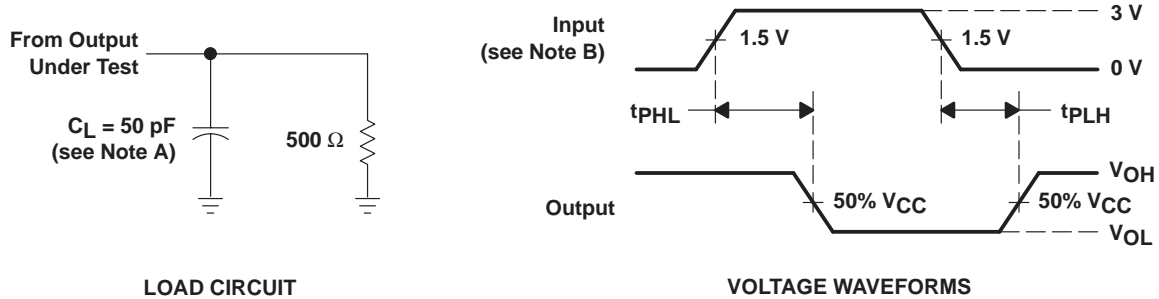 From Output
Under Test
CL = 50 pF
(see Note A)
500 Ω
LOAD CIRCUIT
Input
(see Note B)
1.5 V
1.5 V
3 V
0 V
tPHL
tPLH
Output
50% VCC
50% VCC
VOH
VOL
VOLTAGE WAVEFORMS